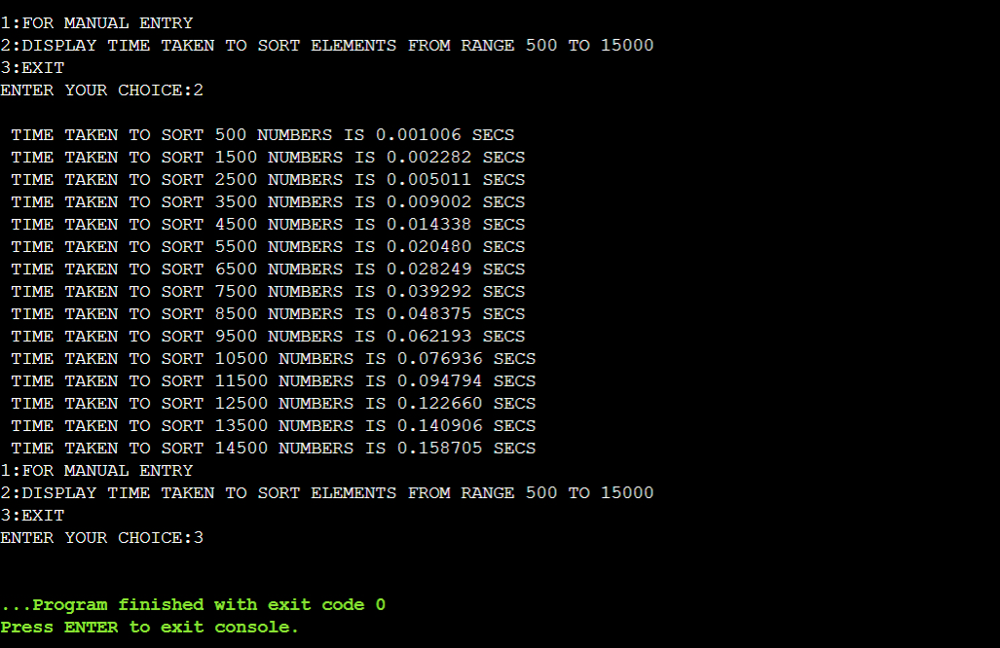 1:FOR MANUAL ENTRY
2:DISPLAY TIME TAKEN TO SORT ELEMENTS FROM RANGE 500 TO 15000
3:EXIT
ENTER YOUR CHOICE:2
TIME TAKEN TO SORT 500 NUMBERS IS 0.001006 SECS
TIME TAKEN TO SORT 1500 NUMBERS IS 0.002282 SECS
TIME TAKEN TO SORT 2500 NUMBERS IS 0.005011 SECS
TIME TAKEN TO SORT 3500 NUMBERS IS 0.009002 SECS
TIME TAKEN TO SORT 4500 NUMBERS IS 0.014338 SECS
TIME TAKEN TO SORT 5500 NUMBERS IS 0.020480 SECS
TIME TAKEN TO SORT 6500 NUMBERS IS 0.028249 SECS
TIME TAKEN TO SORT 7500 NUMBERS IS 0.039292 SECS
TIME TAKEN TO SORT 8500 NUMBERS IS 0.048375 SECS
TIME TAKEN TO SORT 9500 NUMBERS IS 0.062193 SECS
TIME TAKEN TO SORT 10500 NUMBERS IS 0.076936 SECS
TIME TAKEN TO SORT 11500 NUMBERS IS 0.094794 SECS
TIME TAKEN TO SORT 12500 NUMBERS IS 0.122660 SECS
TIME TAKEN TO SORT 13500 NUMBERS IS 0.140906 SECS
TIME TAKEN TO SORT 14500 NUMBERS IS 0.158705 SECS
1:FOR MANUAL ENTRY
2:DISPLAY TIME TAKEN TO SORT ELEMENTS FROM RANGE 500 TO 15000
3:EXIT
ENTER YOUR CHOICE:3
...Program finished with exit code 0
Press ENTER to exit console.